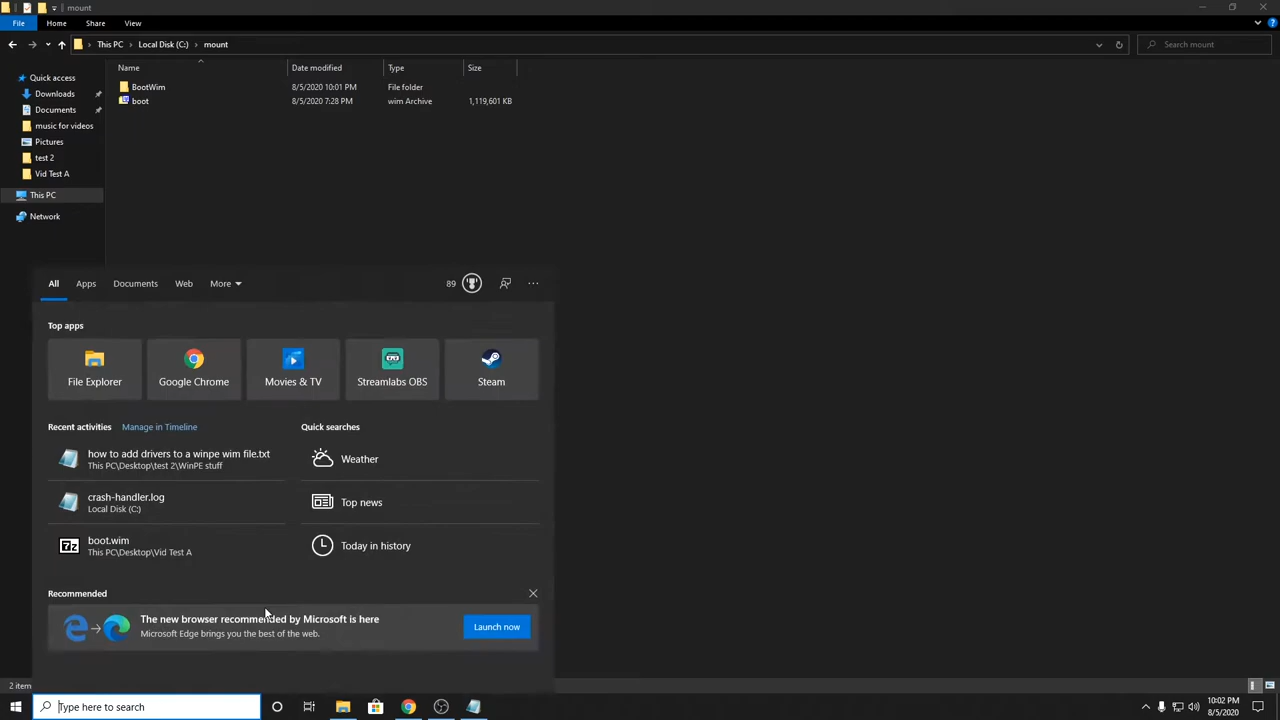 mount
File Home Share View
This PC Local Disk (C:) mount Search mount
Name Date modified Type Size
Quick access
BootWim 8/5/2020 10:01 PM File folder
Downloads
boot 8/5/2020 7:28 PM wim Archive 1,119,601 KB
Documents
music for videos
Pictures
test 2
Vid Test A
This PC
Network
All Apps Documents Web More 89 ...
Top apps
File Explorer Google Chrome Movies & TV Streamlabs OBS Steam
Recent activities Manage in Timeline Quick searches
how to add drivers to a winpe wim file.txt
This PC\Desktop\test 2\WinPE stuff
Weather
crash-handler.log
Local Disk (C:)
Top news
boot.wim
This PC\Desktop\Vid Test A
7z
Today in history
Recommended
The new browser recommended by Microsoft is here
Microsoft Edge brings you the best of the web.
Launch now
2 item
Type here to search
10:02 PM
8/5/2020